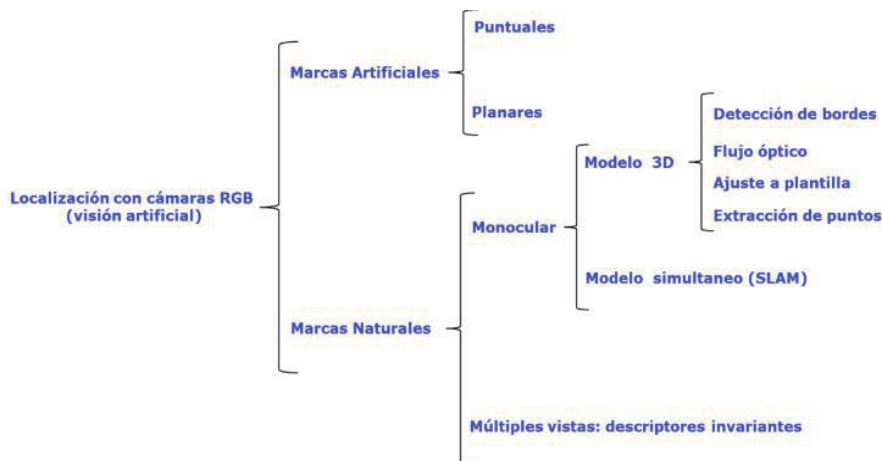 Puntuales
Marcas Artificiales
Planares
Detección de bordes
Modelo 3D
Flujo óptico
Ajuste a plantilla
Extracción de puntos
Localización con cámaras RGB
(visión artificial)
Monocular
Modelo simultaneo (SLAM)
Marcas Naturales
Múltiples vistas: descriptores invariantes